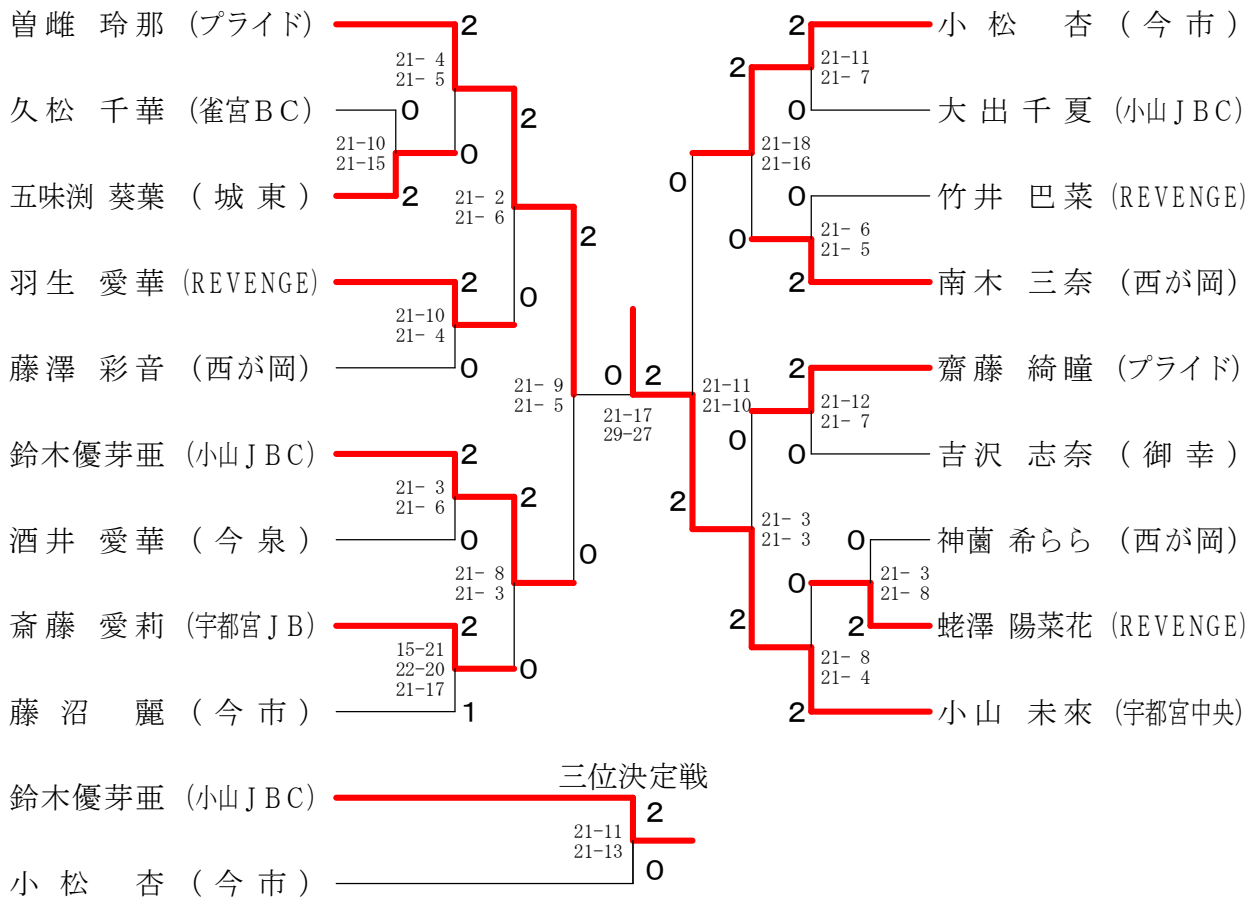 曽雌 玲那 (プライド) 2 2 小松 杏 (今市)
21- 4 2 21-11
21- 5 21- 7
久松 千華 (雀宮BC) 0 2 0 大出千夏 (小山JBC)
21-10 21-18
21-15 0 21-16
五味渕 葵葉 (城東) 2 21- 2 0 0 竹井 巴菜 (REVENGE)
21- 6 2 0 21- 6
21- 5
羽生 愛華 (REVENGE) 2 0 2 南木 三奈 (西が岡)
21-10
21- 4
藤澤 彩音 (西が岡) 0 0 2 2 齋藤 綺瞳 (プライド)
21- 9 21-11 21-12
21- 5 21-17 21-10 21- 7
29-27
鈴木優芽亜 (小山JBC) 2 0 0 吉沢 志奈 (御幸)
21- 3 2 2
21- 6 21- 3
酒井 愛華 (今泉) 0 0 21- 3 0 神薗 希らら (西が岡)
21- 8 21- 3
21- 3 0 21- 8
斎藤 愛莉 (宇都宮JB) 2 2 2 蛯澤 陽菜花 (REVENGE)
15-21 21- 8
22-20 0 21- 4
21-17
藤沼 麗 (今市) 1 2 小山 未來 (宇都宮中央)
三位決定戦
鈴木優芽亜 (小山JBC) 2
21-11
21-13
小松 杏 (今市) 0